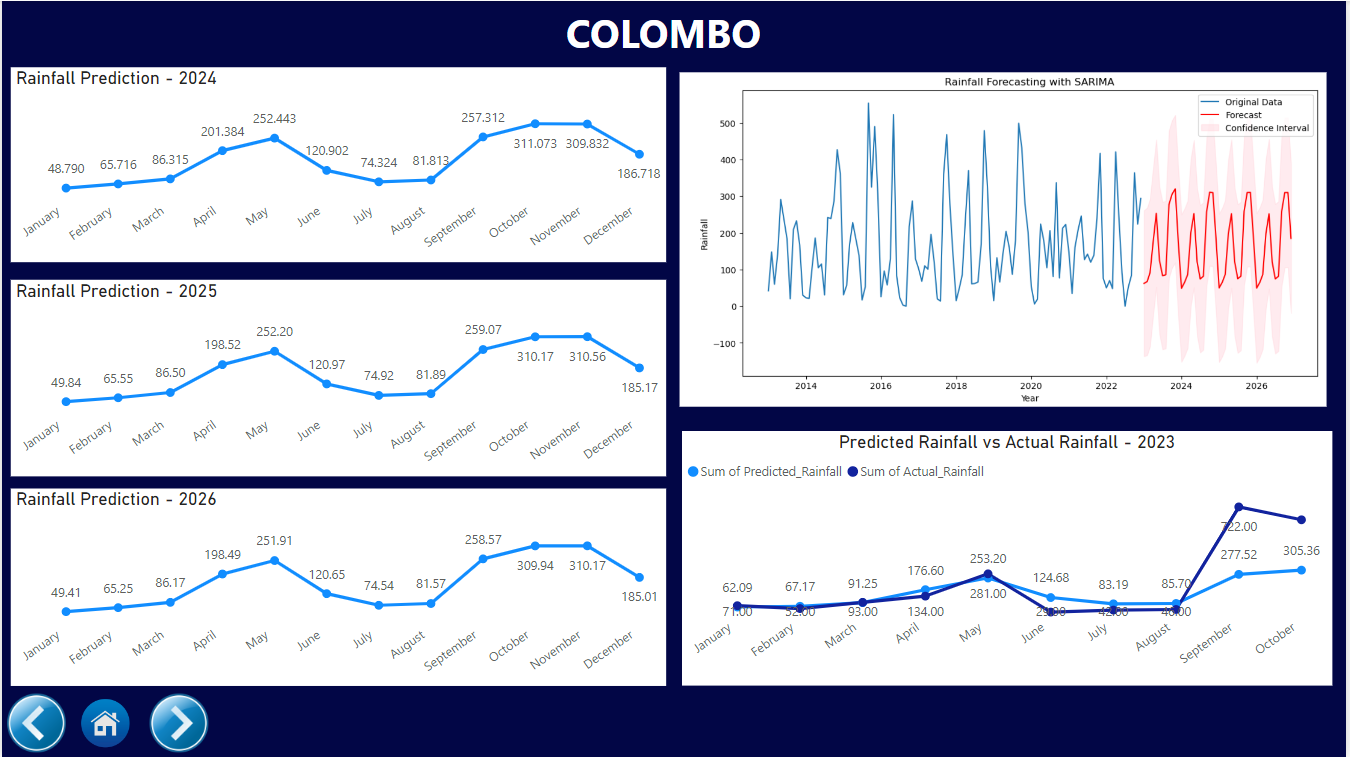 COLOMBO
Rainfall Prediction - 2024
48.790
65.716
86.315
201.384
252.443
120.902
74.324
81.813
257.312
311.073
309.832
186.718
January
February
March
April
May
June
July
August
September
October
November
December
Rainfall Prediction - 2025
49.84
65.55
86.50
198.52
252.20
120.97
74.92
81.89
259.07
310.17
310.56
185.17
January
February
March
April
May
June
July
August
September
October
November
December
Rainfall Prediction - 2026
49.41
65.25
86.17
198.49
251.91
120.65
74.54
81.57
258.57
309.94
310.17
185.01
January
February
March
April
May
June
July
August
September
October
November
December
Rainfall Forecasting with SARIMA
Original Data
Forecast
Confidence Interval
Rainfall
500
400
300
200
100
0
−100
2014
2016
2018
2020
2022
2024
2026
Year
Predicted Rainfall vs Actual Rainfall - 2023
Sum of Predicted_Rainfall
Sum of Actual_Rainfall
62.09
67.17
91.25
176.60
253.20
124.68
83.19
85.70
277.52
305.36
71.00
52.00
93.00
134.00
281.00
722.00
January
February
March
April
May
June
July
August
September
October